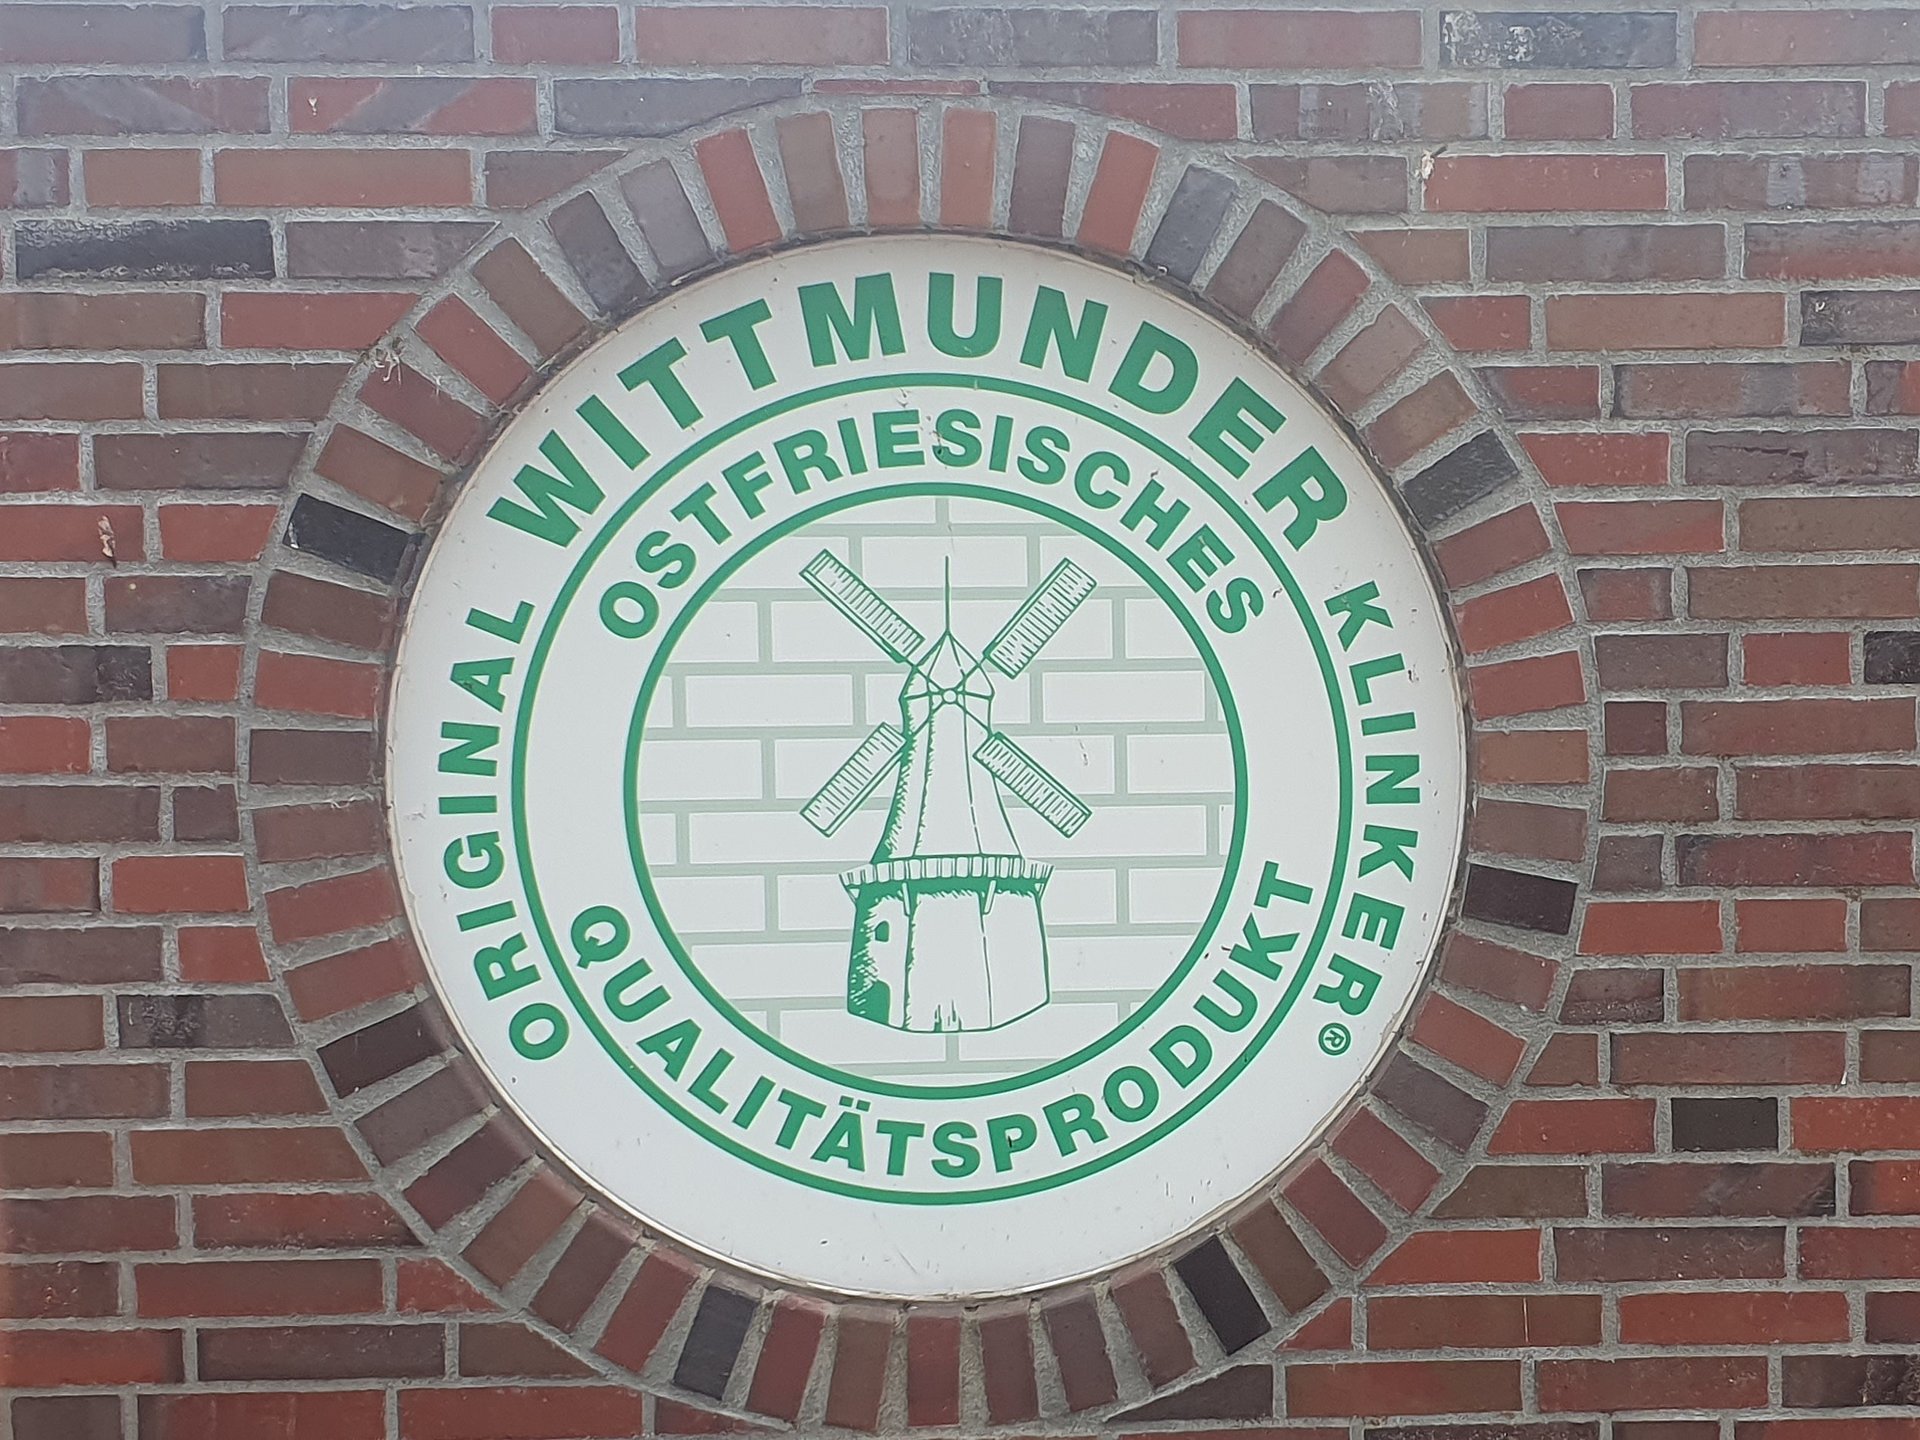 ORIGINAL WITTMUNDER KLINKER®
OSTFRIESISCHES
QUALITÄTSPRODUKT